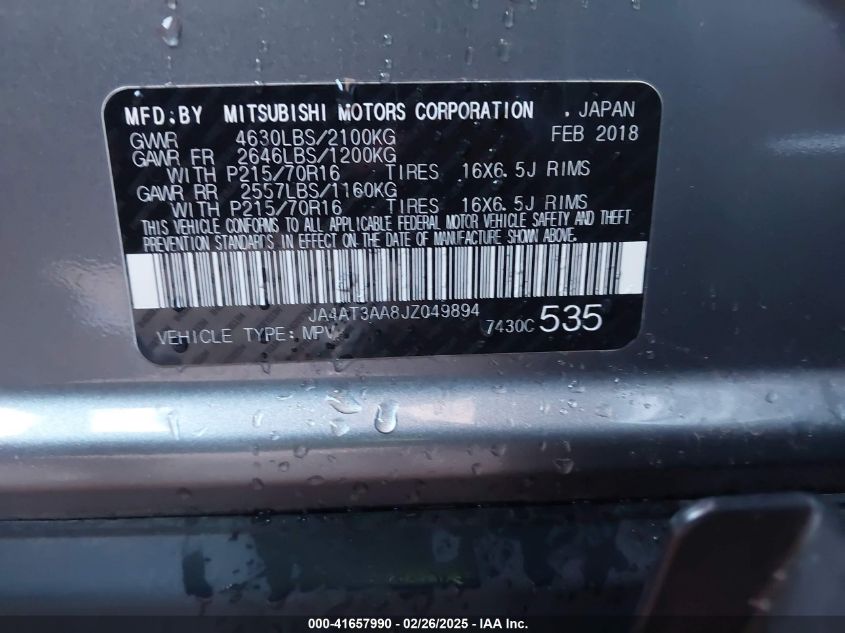 MFD.BY MITSUBISHI MOTORS CORPORATION . JAPAN
GVWR 4630LBS/2100KG FEB 2018
GAWR FR 2646LBS/1200KG
WITH P215/70R16 TIRES 16X6.5J RIMS
GAWR RR 2557LBS/1160KG
WITH P215/70R16 TIRES 16X6.5J RIMS
THIS VEHICLE CONFORMS TO ALL APPLICABLE FEDERAL MOTOR VEHICLE SAFETY AND THEFT
PREVENTION STANDARDS IN EFFECT ON THE DATE OF MANUFACTURE SHOWN ABOVE.
JA4AT3AA8JZ049894
VEHICLE TYPE: MPV 7430C 535
000-41657990 - 02/26/2025 - IAA Inc.